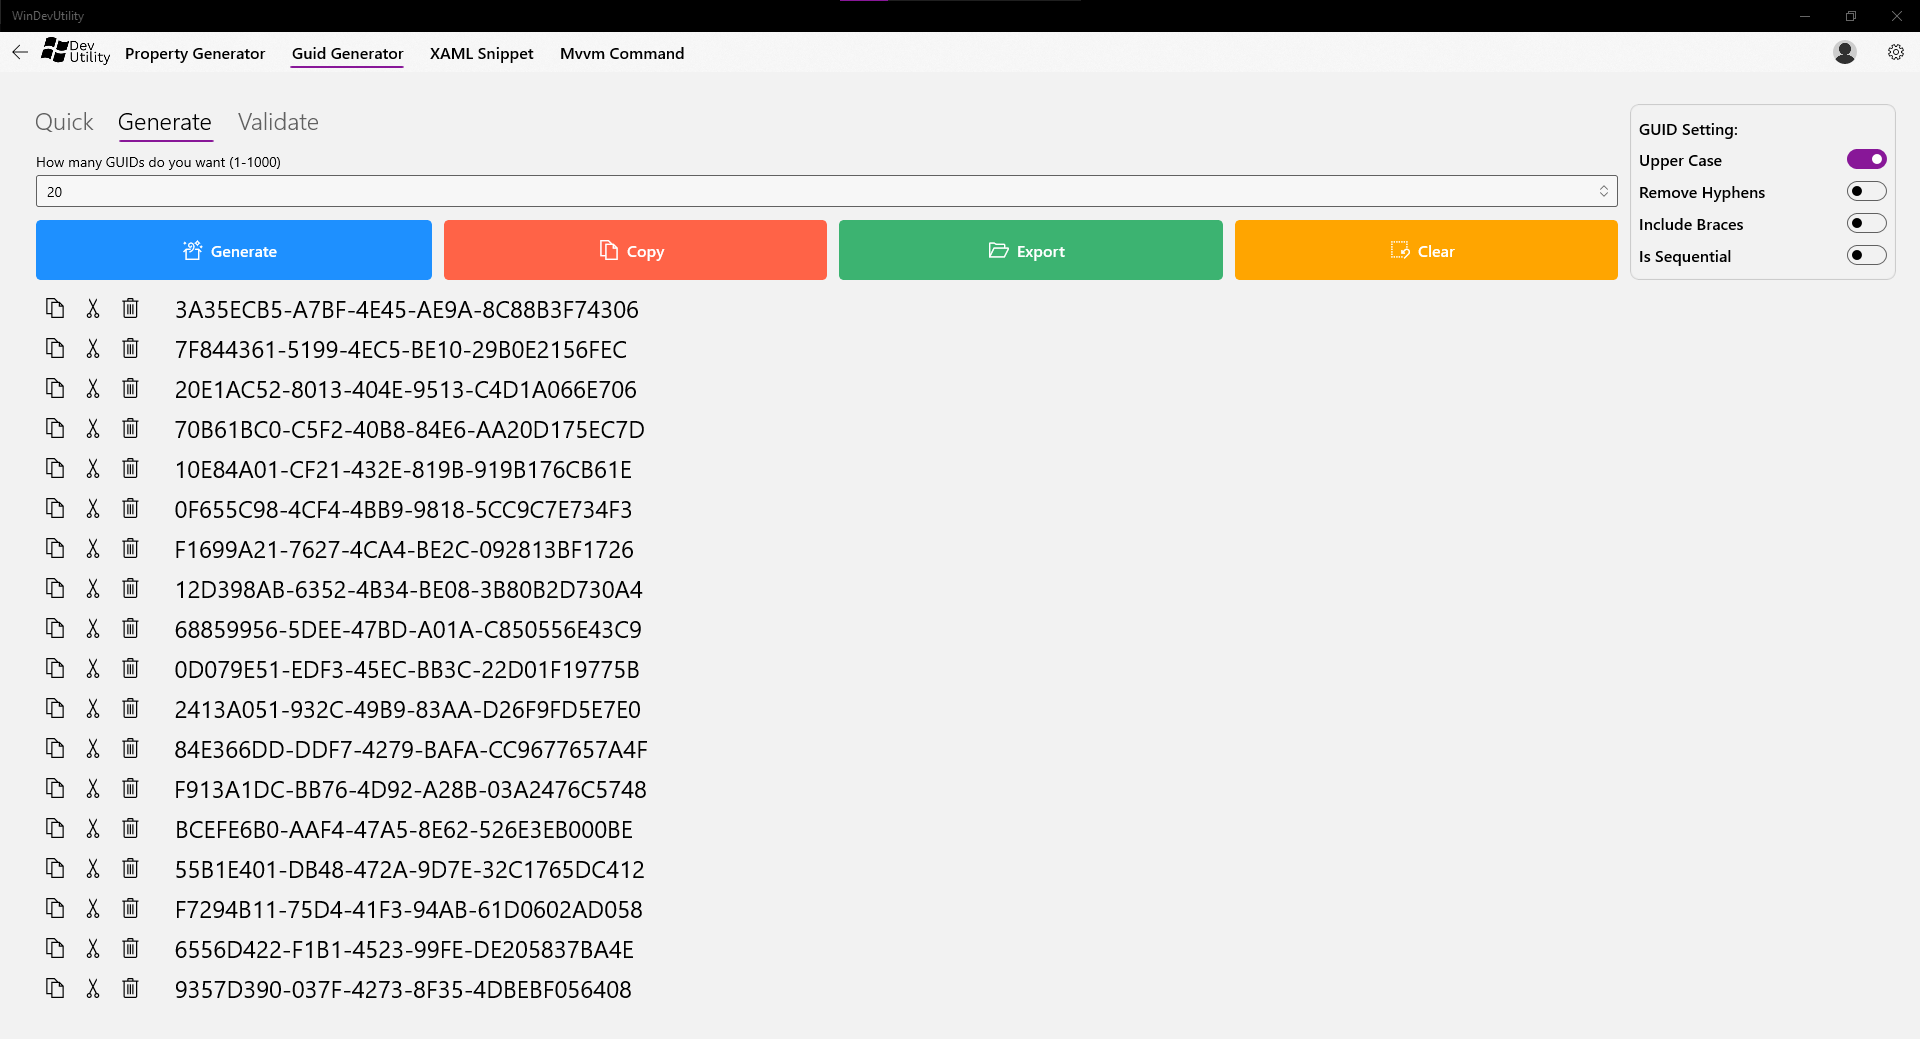 WinDevUtility
Dev Utility
Property Generator
Guid Generator
XAML Snippet
Mvvm Command
Quick
Generate
Validate
How many GUIDs do you want (1-1000)
20
Generate
Copy
Export
Clear
GUID Setting:
Upper Case
Remove Hyphens
Include Braces
Is Sequential
3A35ECB5-A7BF-4E45-AE9A-8C88B3F74306
7F844361-5199-4EC5-BE10-29B0E2156FEC
20E1AC52-8013-404E-9513-C4D1A066E706
70B61BC0-C5F2-40B8-84E6-AA20D175EC7D
10E84A01-CF21-432E-819B-919B176CB61E
0F655C98-4CF4-4BB9-9818-5CC9C7E734F3
F1699A21-7627-4CA4-BE2C-092813BF1726
12D398AB-6352-4B34-BE08-3B80B2D730A4
68859956-5DEE-47BD-A01A-C850556E43C9
0D079E51-EDF3-45EC-BB3C-22D01F19775B
2413A051-932C-49B9-83AA-D26F9FD5E7E0
84E366DD-DDF7-4279-BAFA-CC9677657A4F
F913A1DC-BB76-4D92-A28B-03A2476C5748
BCEFE6B0-AAF4-47A5-8E62-526E3EB000BE
55B1E401-DB48-472A-9D7E-32C1765DC412
F7294B11-75D4-41F3-94AB-61D0602AD058
6556D422-F1B1-4523-99FE-DE205837BA4E
9357D390-037F-4273-8F35-4DBEBF056408